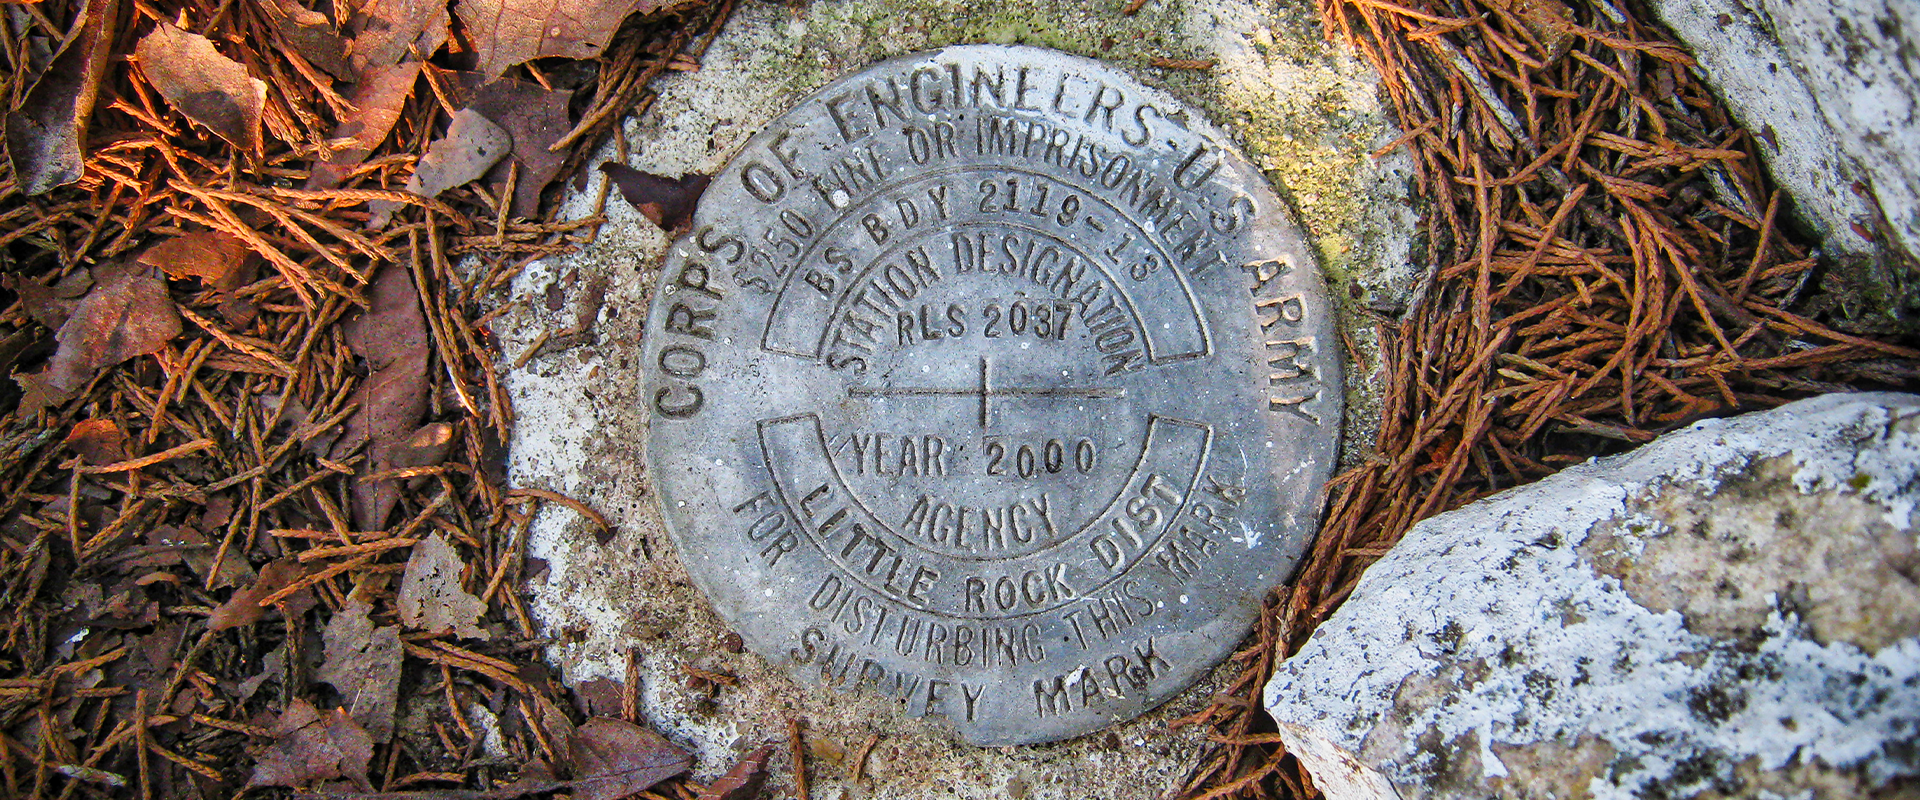 CORPS OF ENGINEERS-U.S. ARMY
$250 FINE OR IMPRISONMENT
BS BDY 2119-13
STATION DESIGNATION
RLS 2037
YEAR 2000
AGENCY
LITTLE ROCK DIST
FOR DISTURBING THIS MARK
SURVEY MARK